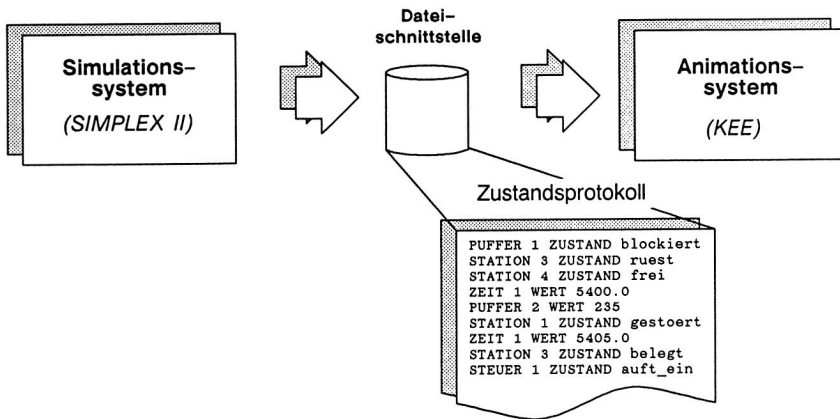 Datei–
schnittstelle
Simulations–
system
(SIMPLEX II)
Animations–
system
(KEE)
Zustandsprotokoll
PUFFER 1 ZUSTAND blockiert
STATION 3 ZUSTAND ruest
STATION 4 ZUSTAND frei
ZEIT 1 WERT 5400.0
PUFFER 2 WERT 235
STATION 1 ZUSTAND gestoert
ZEIT 1 WERT 5405.0
STATION 3 ZUSTAND belegt
STEUER 1 ZUSTAND auft_ein